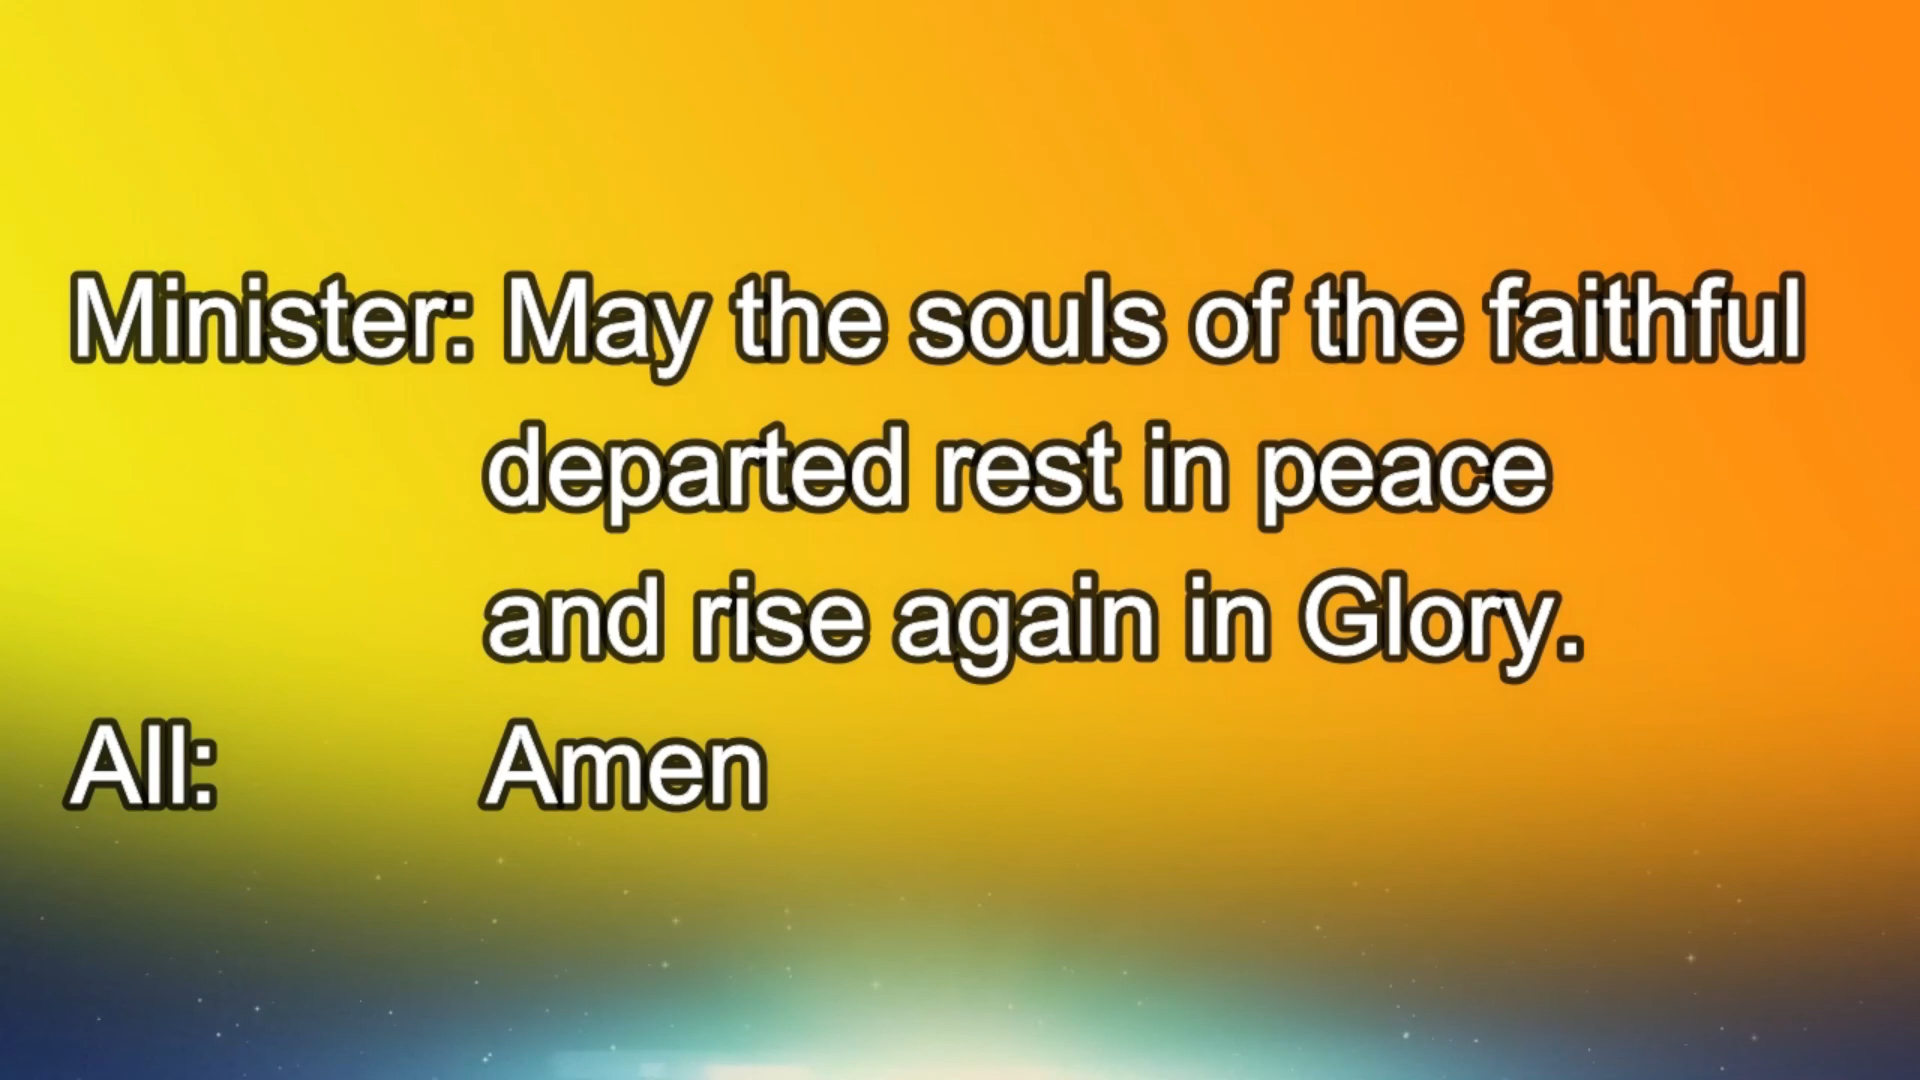 Minister: May the souls of the faithful
departed rest in peace
and rise again in Glory.
All: Amen